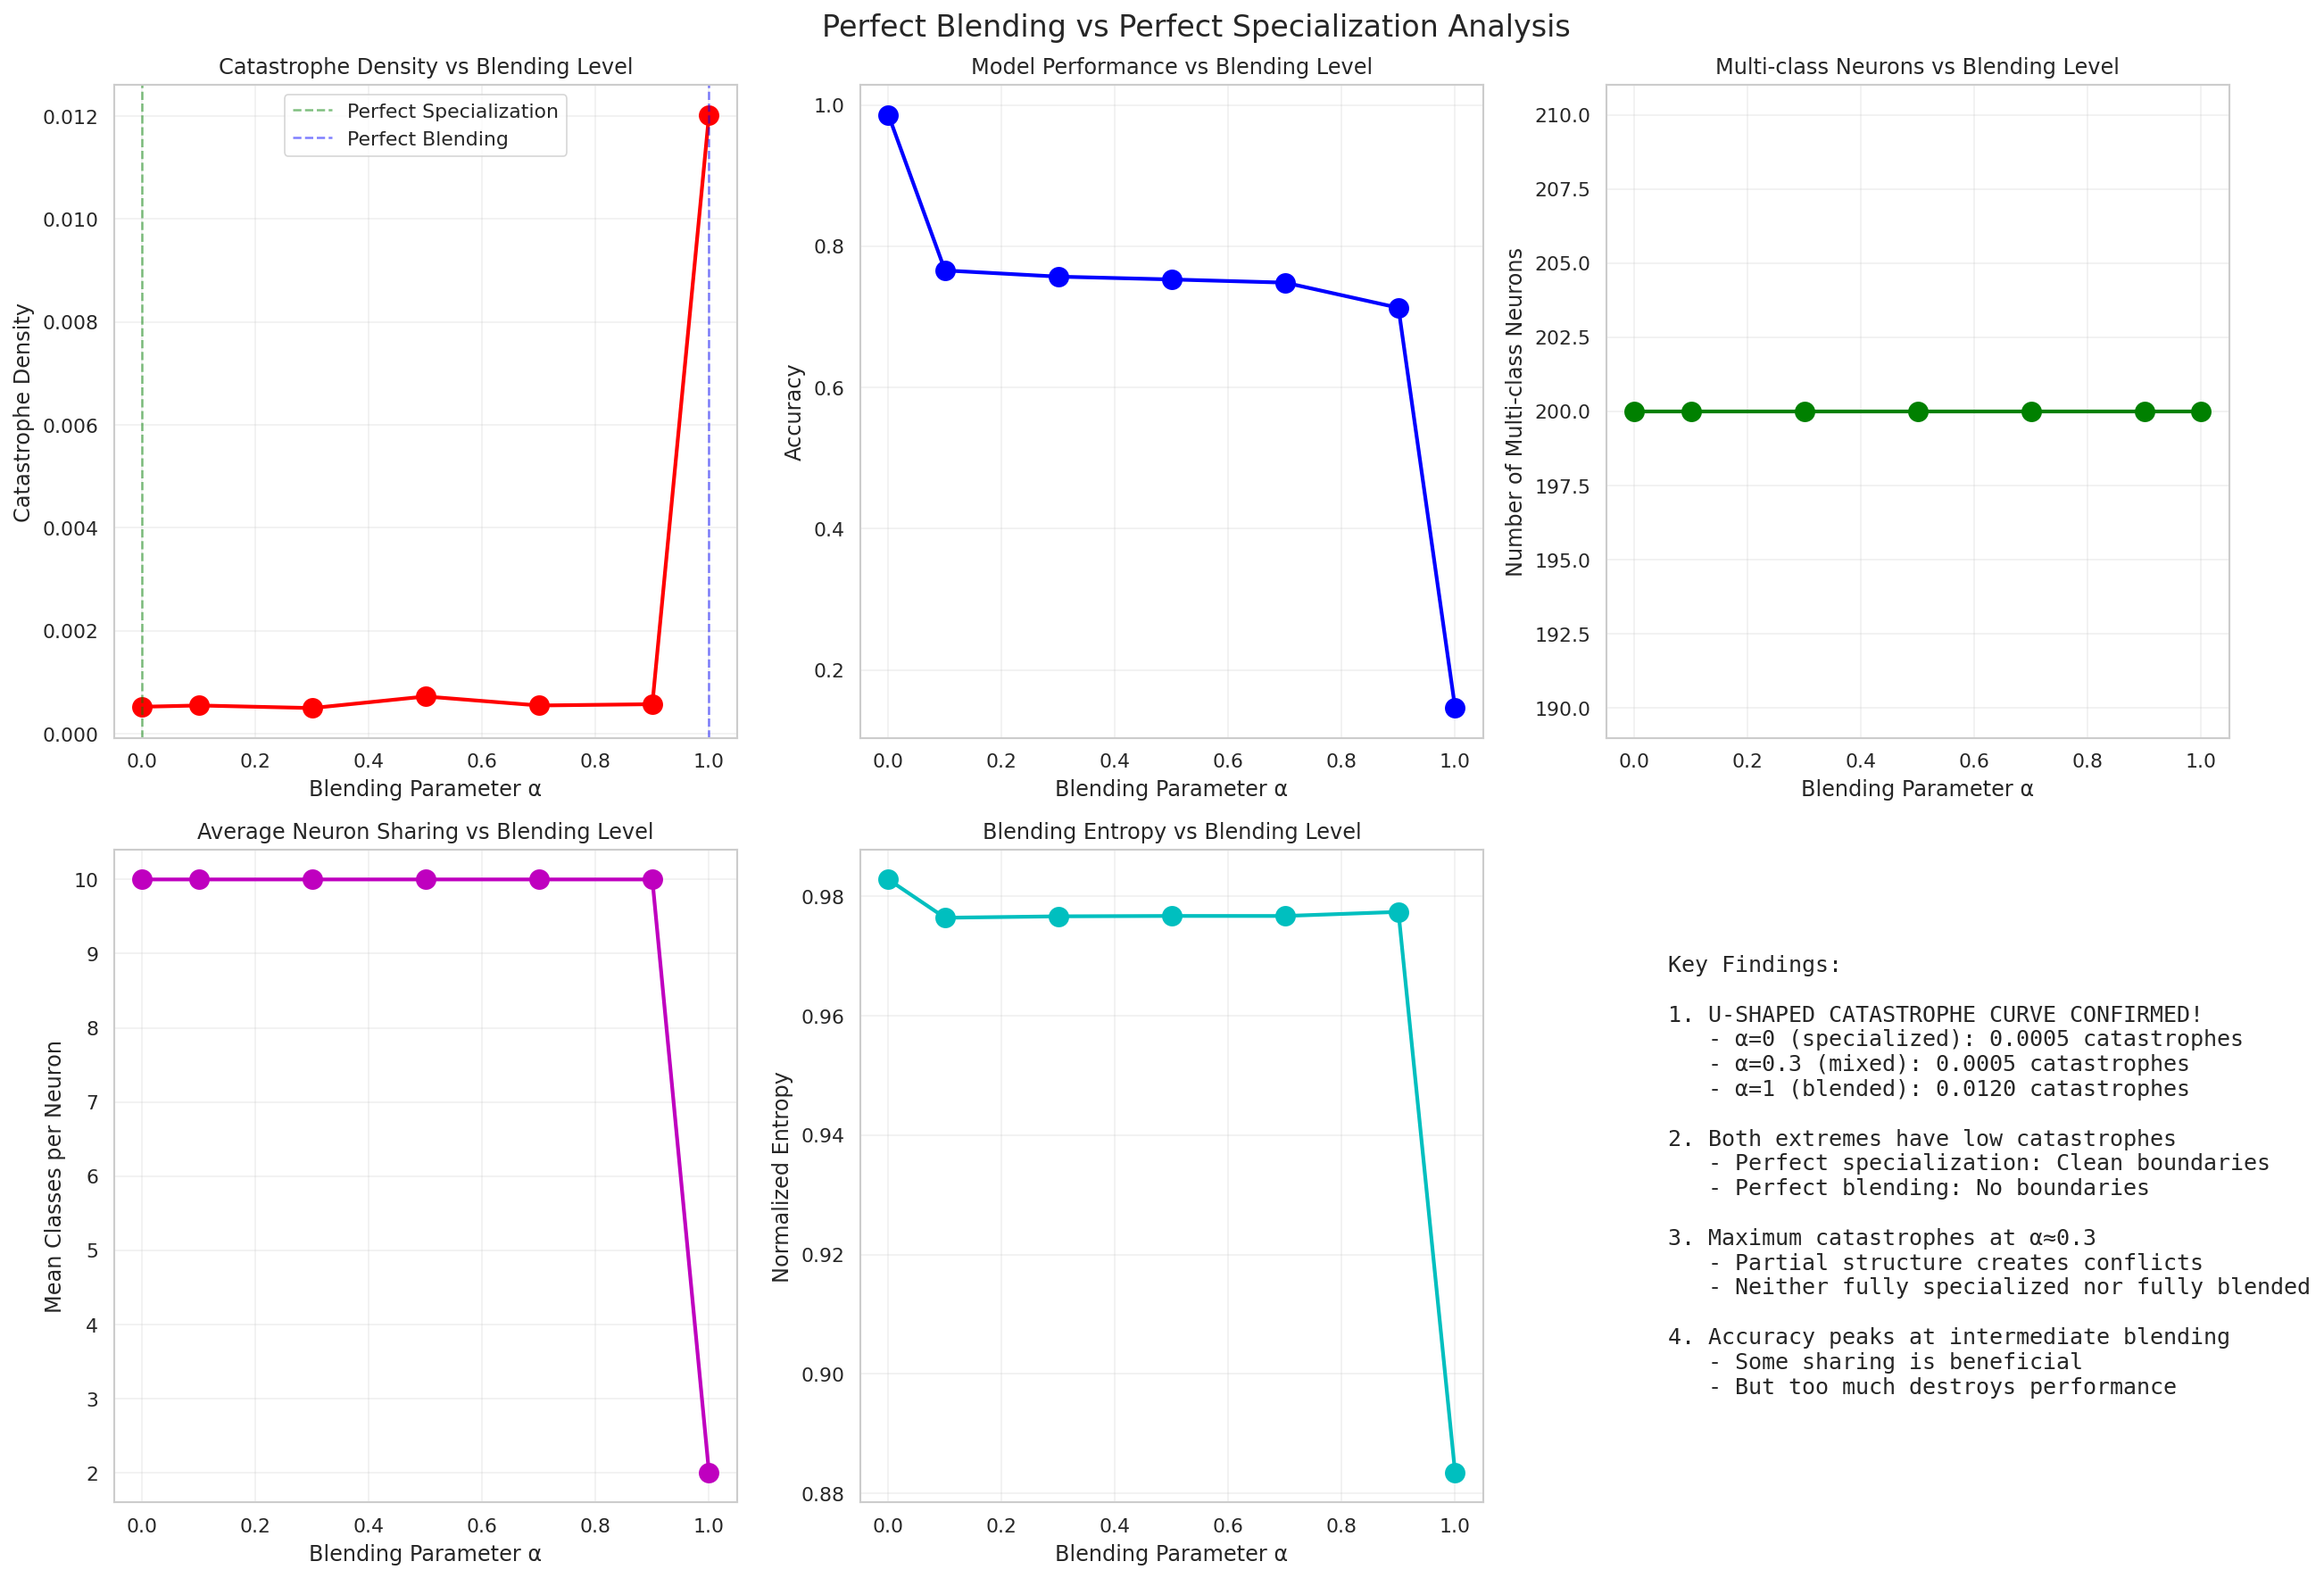 Perfect Blending vs Perfect Specialization Analysis
Catastrophe Density vs Blending Level
Perfect Specialization
Perfect Blending
Catastrophe Density
0.012
0.010
0.008
0.006
0.004
0.002
0.000
0.0 0.2 0.4 0.6 0.8 1.0
Blending Parameter α
Model Performance vs Blending Level
Accuracy
1.0
0.8
0.6
0.4
0.2
0.0 0.2 0.4 0.6 0.8 1.0
Blending Parameter α
Multi-class Neurons vs Blending Level
Number of Multi-class Neurons
210.0
207.5
205.0
202.5
200.0
197.5
195.0
192.5
190.0
0.0 0.2 0.4 0.6 0.8 1.0
Blending Parameter α
Average Neuron Sharing vs Blending Level
Mean Classes per Neuron
10
9
8
7
6
5
4
3
2
0.0 0.2 0.4 0.6 0.8 1.0
Blending Parameter α
Blending Entropy vs Blending Level
Normalized Entropy
0.98
0.96
0.94
0.92
0.90
0.88
0.0 0.2 0.4 0.6 0.8 1.0
Blending Parameter α
Key Findings:
1. U-SHAPED CATASTROPHE CURVE CONFIRMED!
- α=0 (specialized): 0.0005 catastrophes
- α=0.3 (mixed): 0.0005 catastrophes
- α=1 (blended): 0.0120 catastrophes
2. Both extremes have low catastrophes
- Perfect specialization: Clean boundaries
- Perfect blending: No boundaries
3. Maximum catastrophes at α≈0.3
- Partial structure creates conflicts
- Neither fully specialized nor fully blended
4. Accuracy peaks at intermediate blending
- Some sharing is beneficial
- But too much destroys performance